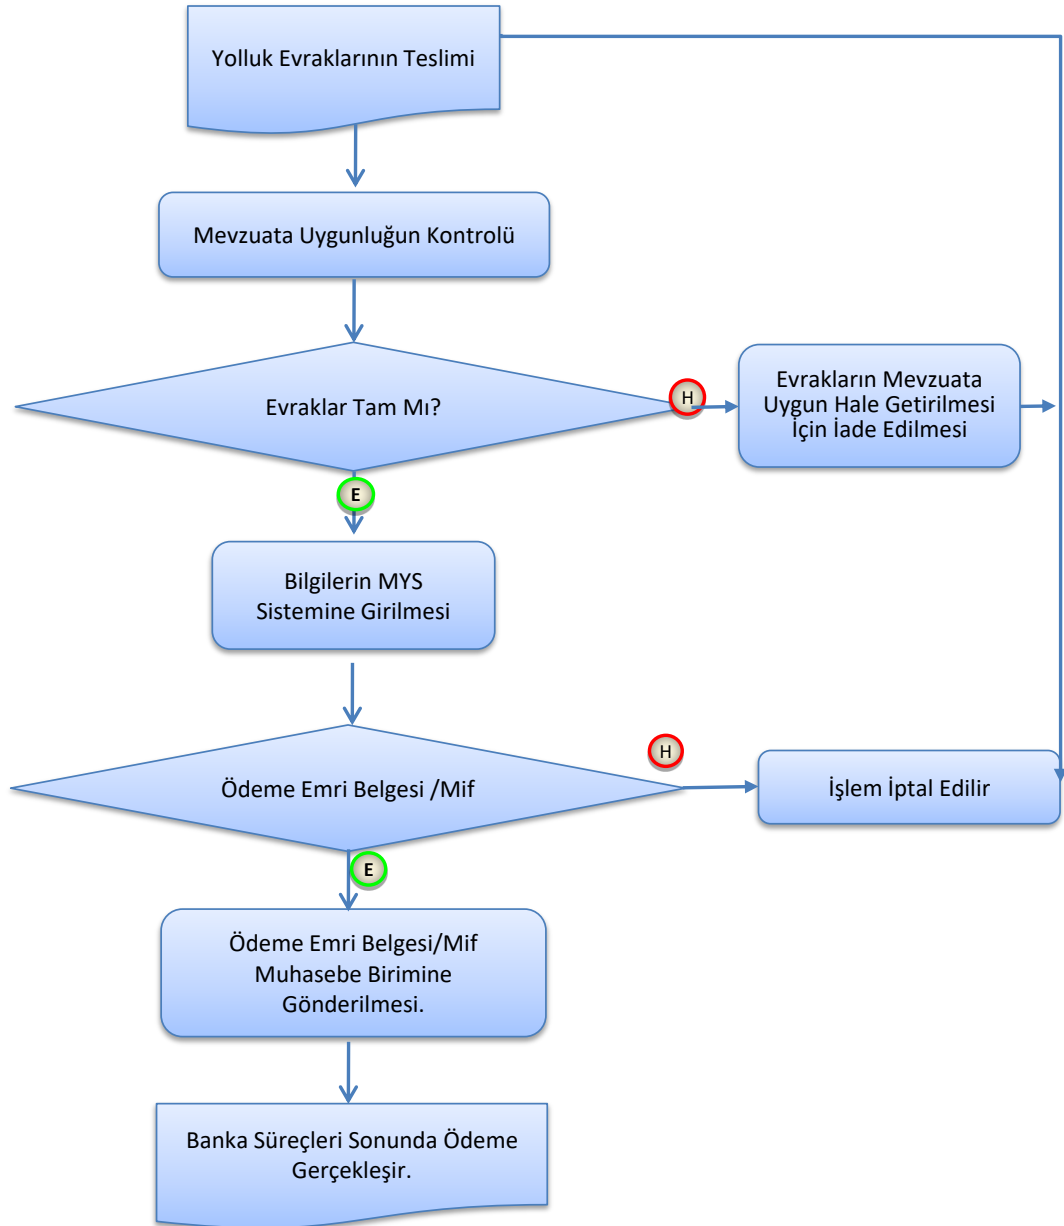 Yolluk Evraklarının Teslimi
Mevzuata Uygunluğun Kontrolü
Evraklar Tam Mı?
H
Evrakların Mevzuata
Uygun Hale Getirilmesi
İçin İade Edilmesi
E
Bilgilerin MYS
Sistemine Girilmesi
Ödeme Emri Belgesi /Mif
H
İşlem İptal Edilir
E
Ödeme Emri Belgesi/Mif
Muhasebe Birimine
Gönderilmesi.
Banka Süreçleri Sonunda Ödeme
Gerçekleşir.